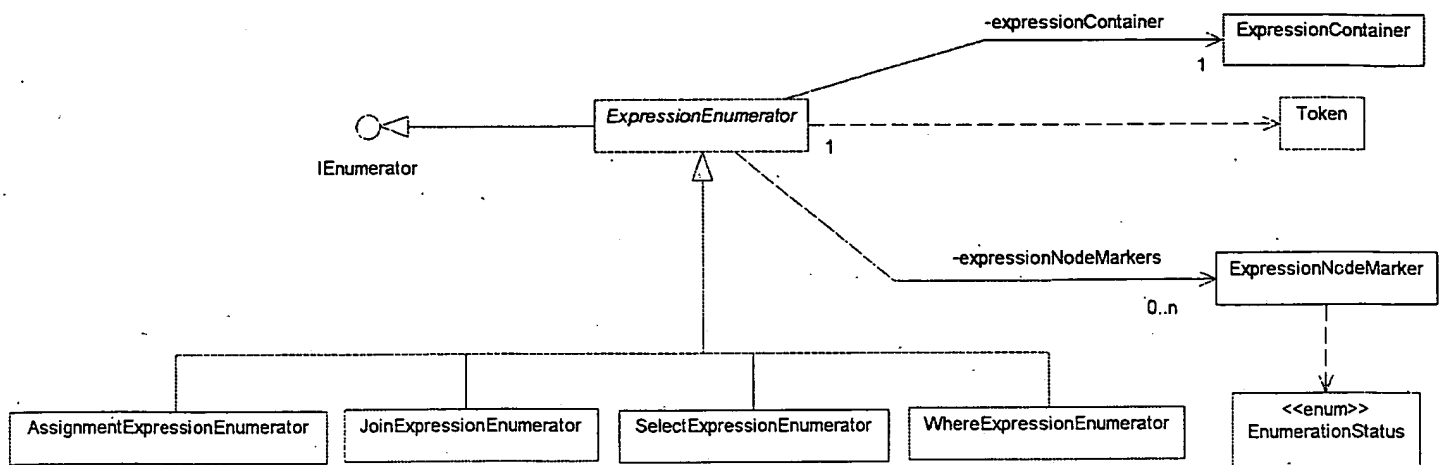 -expressionContainer
ExpressionContainer
1
ExpressionEnumerator
Token
1
IEnumerator
-expressionNodeMarkers
ExpressionNodeMarker
0..n
AssignmentExpressionEnumerator
JoinExpressionEnumerator
SelectExpressionEnumerator
WhereExpressionEnumerator
<<enum>>
EnumerationStatus